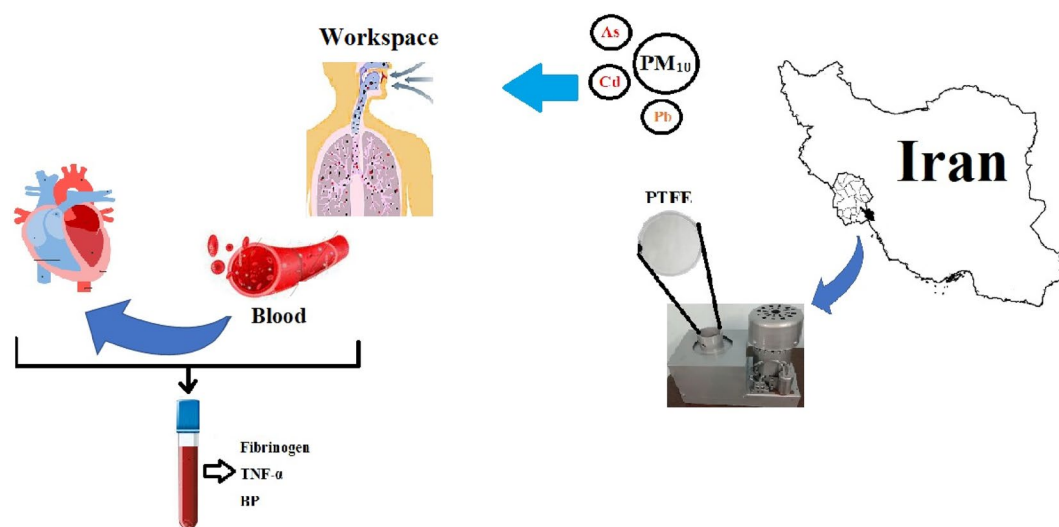 Workspace
As
PM₁₀
Cd
Pb
Iran
PTFE
Blood
Fibrinogen
TNF-α
BP